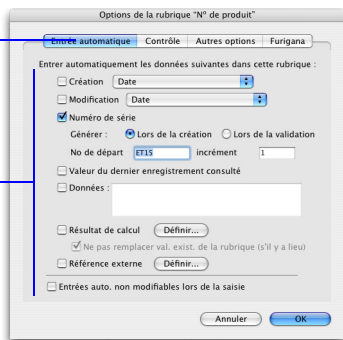 Options de la rubrique "Nº de produit"
Entrée automatique Contrôle Autres options Furigana
Entrer automatiquement les données suivantes dans cette rubrique :
Création Date
Modification Date
Numéro de série
Générer : Lors de la création Lors de la validation
No de départ ET15 incrément 1
Valeur du dernier enregistrement consulté
Données :
Résultat de calcul Définir...
Ne pas remplacer val. exist. de la rubrique (s'il y a lieu)
Référence externe Définir...
Entrées auto. non modifiables lors de la saisie
Annuler OK